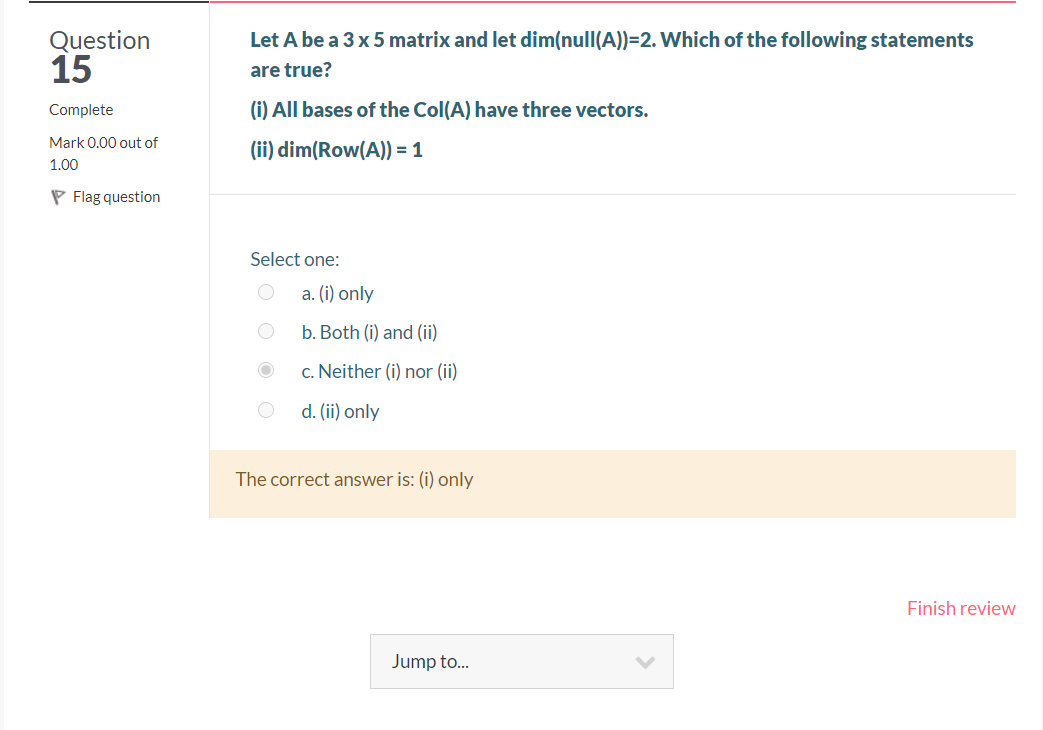 Question
15
Complete
Mark 0.00 out of
1.00
Flag question
Let A be a 3 x 5 matrix and let dim(null(A))=2. Which of the following statements
are true?
(i) All bases of the Col(A) have three vectors.
(ii) dim(Row(A)) = 1
Select one:
a. (i) only
b. Both (i) and (ii)
c. Neither (i) nor (ii)
d. (ii) only
The correct answer is: (i) only
Finish review
Jump to...